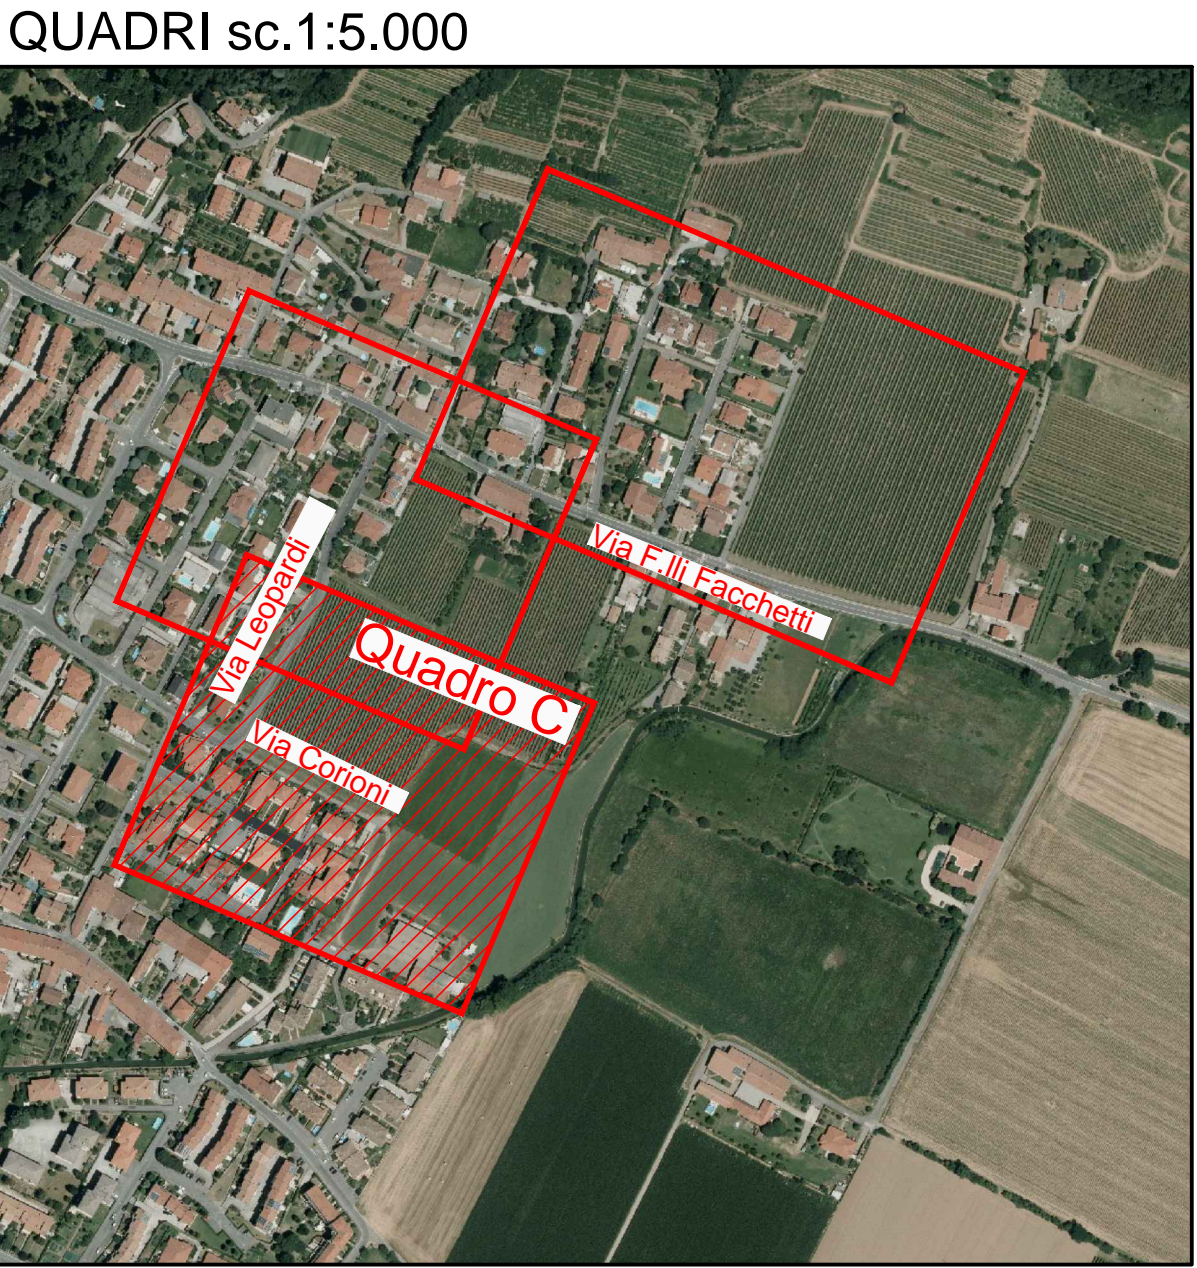 QUADRI sc.1:5.000
Via F.lli Facchetti
Via Leopardi
Quadro C
Via Corioni